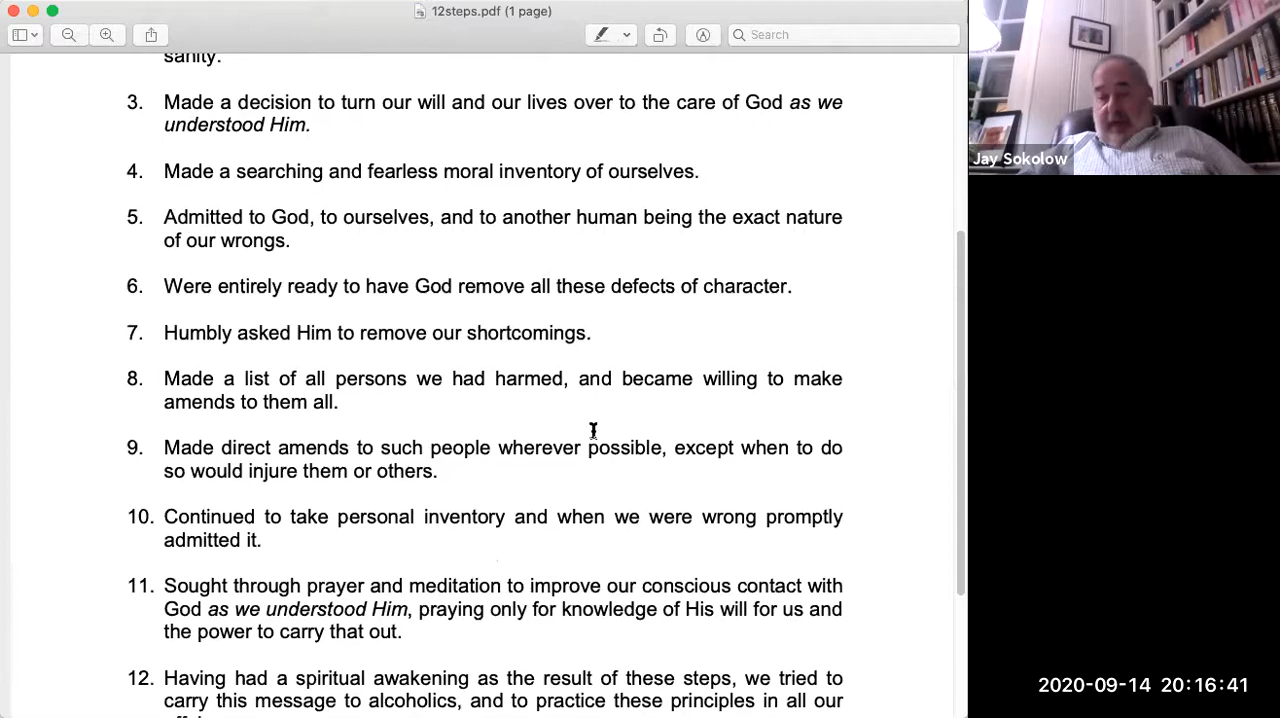 12steps.pdf (1 page)
Search
sanity.
3. Made a decision to turn our will and our lives over to the care of God as we
understood Him.
4. Made a searching and fearless moral inventory of ourselves.
5. Admitted to God, to ourselves, and to another human being the exact nature
of our wrongs.
6. Were entirely ready to have God remove all these defects of character.
7. Humbly asked Him to remove our shortcomings.
8. Made a list of all persons we had harmed, and became willing to make
amends to them all.
9. Made direct amends to such people wherever possible, except when to do
so would injure them or others.
10. Continued to take personal inventory and when we were wrong promptly
admitted it.
11. Sought through prayer and meditation to improve our conscious contact with
God as we understood Him, praying only for knowledge of His will for us and
the power to carry that out.
12. Having had a spiritual awakening as the result of these steps, we tried to
carry this message to alcoholics, and to practice these principles in all our
Jay Sokolow
2020-09-14 20:16:41